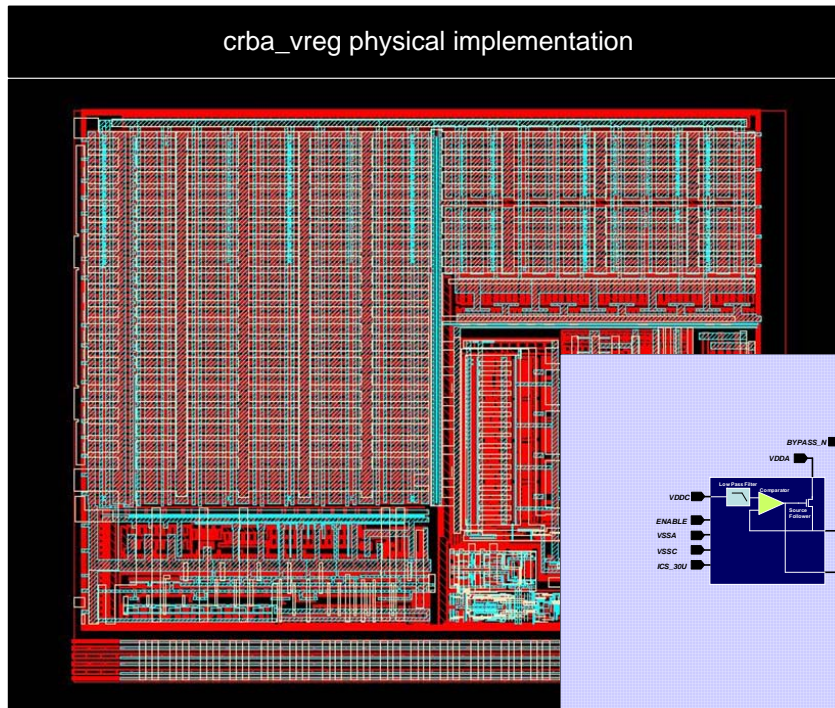 crba_vreg physical implementation
BYPASS_N
VDDA
Low Pass Filter
Comparator
VDDC
Source
Follower
ENABLE
VSSA
VSSC
ICS_30U